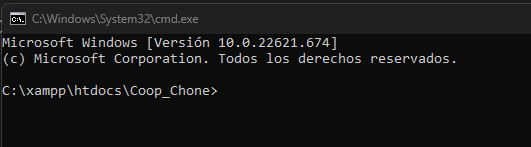 C:\Windows\System32\cmd.exe
Microsoft Windows [Versión 10.0.22621.674]
(c) Microsoft Corporation. Todos los derechos reservados.
C:\xampp\htdocs\Coop_Chone>